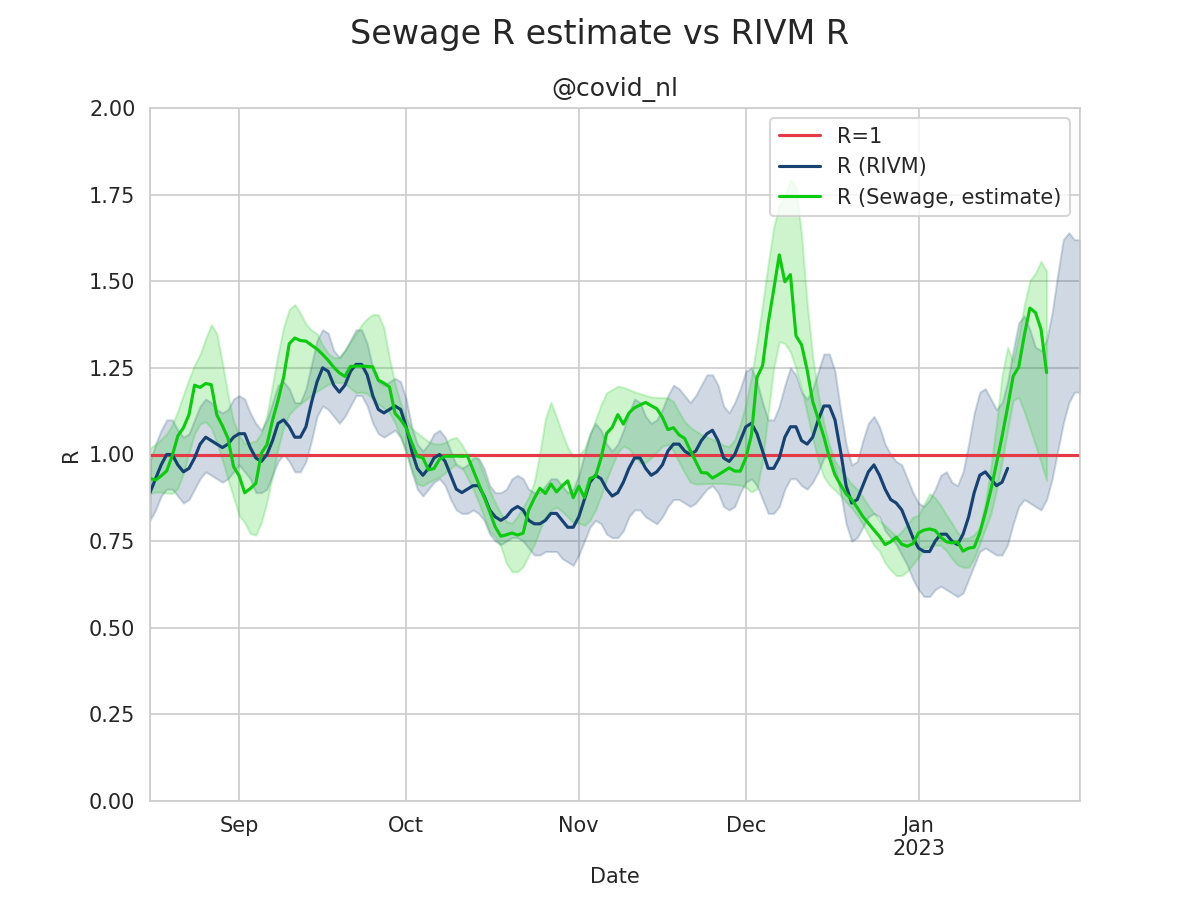 Sewage R estimate vs RIVM R
@covid_nl
2.00
1.75
1.50
1.25
1.00
0.75
0.50
0.25
0.00
R
R=1
R (RIVM)
R (Sewage, estimate)
Sep
Oct
Nov
Dec
Jan
2023
Date